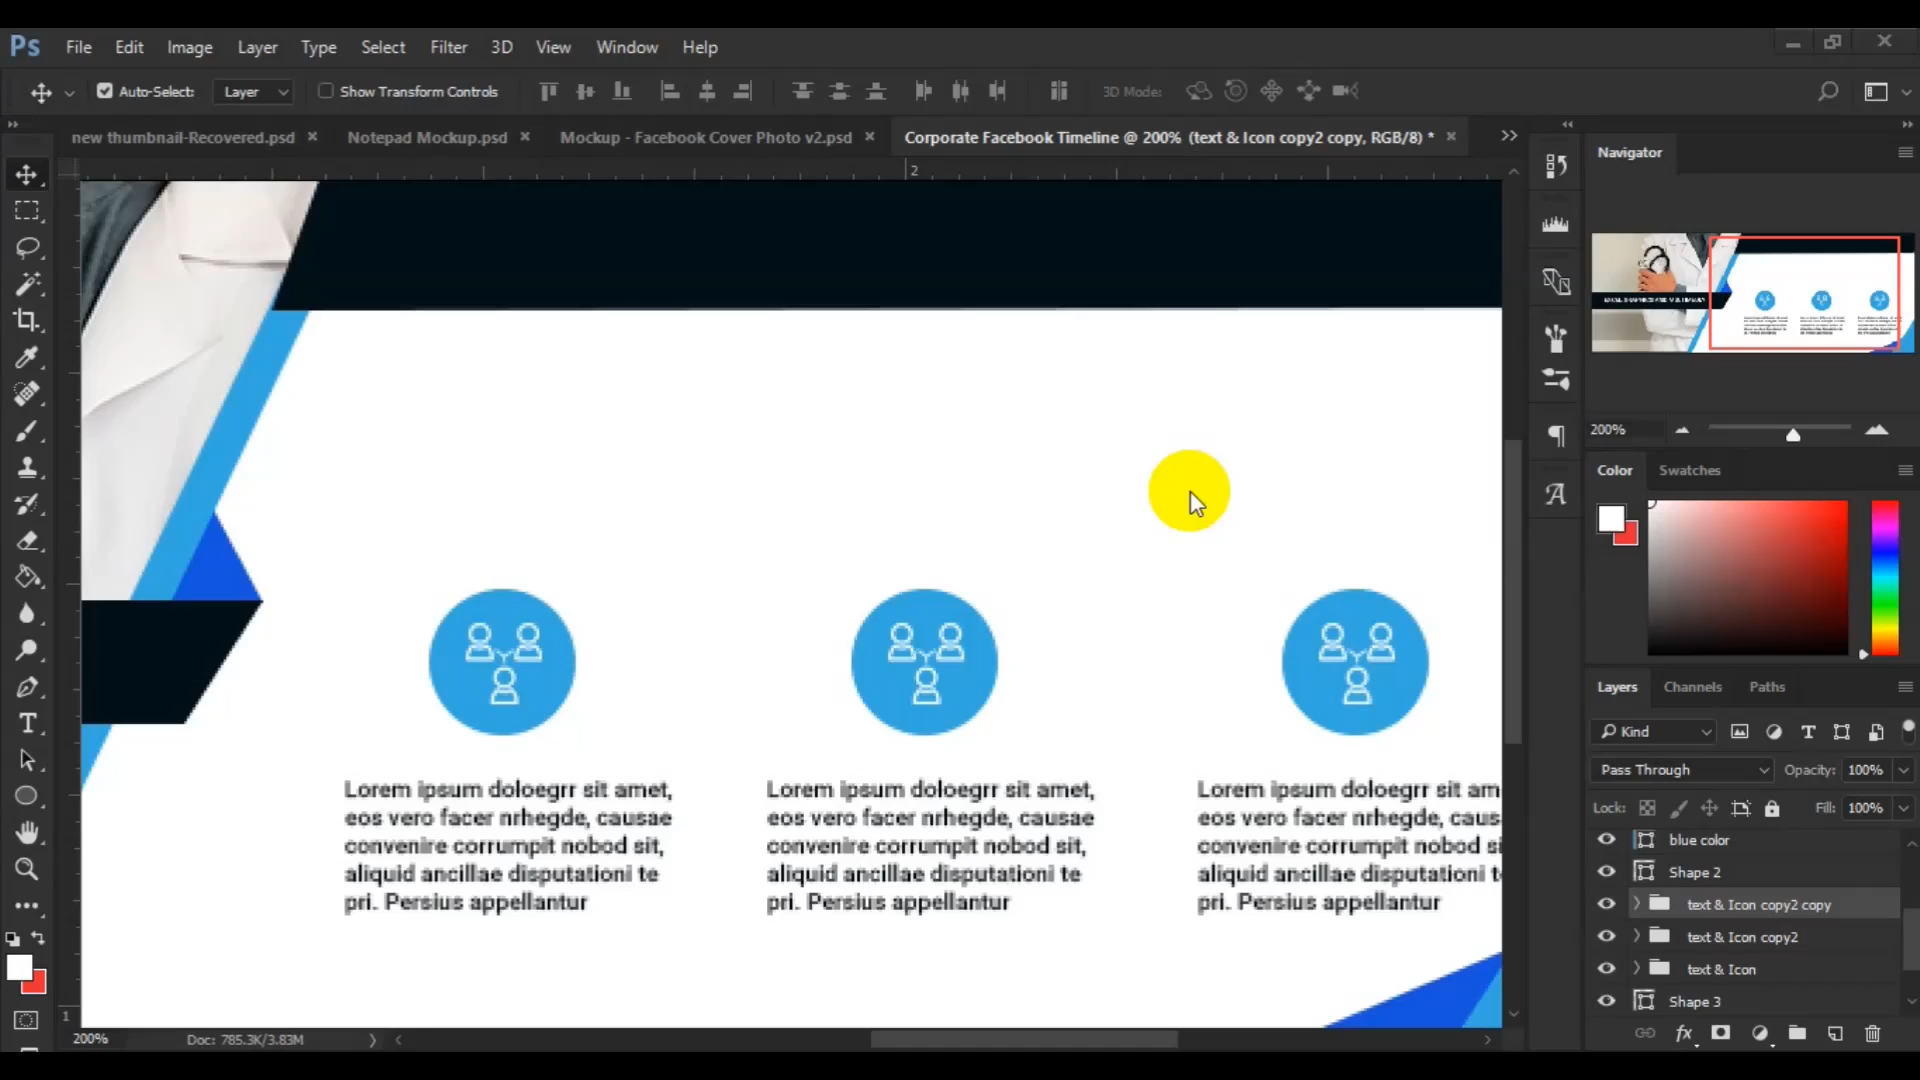 Ps File Edit Image Layer Type Select Filter 3D View Window Help
Auto-Select: Layer Show Transform Controls 3D Mode:
new thumbnail-Recovered.psd Notepad Mockup.psd Mockup - Facebook Cover Photo v2.psd Corporate Facebook Timeline @ 200% (text & Icon copy2 copy, RGB/8) *
2
Navigator
200%
Color Swatches
Layers Channels Paths
Kind
Pass Through Opacity: 100%
Lock: Fill: 100%
blue color
Shape 2
text & Icon copy2 copy
text & Icon copy2
text & Icon
Shape 3
fx
Lorem ipsum doloegrr sit amet,
eos vero facer nrhegde, causae
convenire corrumpit nobod sit,
aliquid ancillae disputationi te
pri. Persius appellantur
Lorem ipsum doloegrr sit amet,
eos vero facer nrhegde, causae
convenire corrumpit nobod sit,
aliquid ancillae disputationi te
pri. Persius appellantur
Lorem ipsum doloegrr sit am
eos vero facer nrhegde, caus
convenire corrumpit nobod si
aliquid ancillae disputationi t
pri. Persius appellantur
1
200% Doc: 785.3K/3.83M